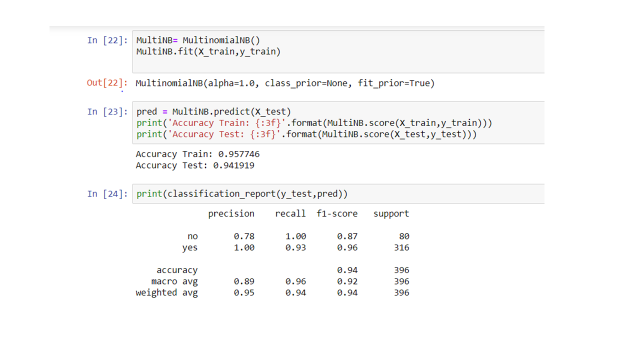 In [22]: MultiNB= MultinomialNB()
MultiNB.fit(X_train,y_train)
Out[22]: MultinomialNB(alpha=1.0, class_prior=None, fit_prior=True)
In [23]: pred = MultiNB.predict(X_test)
print('Accuracy Train: {:3f}'.format(MultiNB.score(X_train,y_train)))
print('Accuracy Test: {:3f}'.format(MultiNB.score(X_test,y_test)))
Accuracy Train: 0.957746
Accuracy Test: 0.941919
In [24]: print(classification_report(y_test,pred))
precision recall f1-score support
no 0.78 1.00 0.87 80
yes 1.00 0.93 0.96 316
accuracy 0.94 396
macro avg 0.89 0.96 0.92 396
weighted avg 0.95 0.94 0.94 396